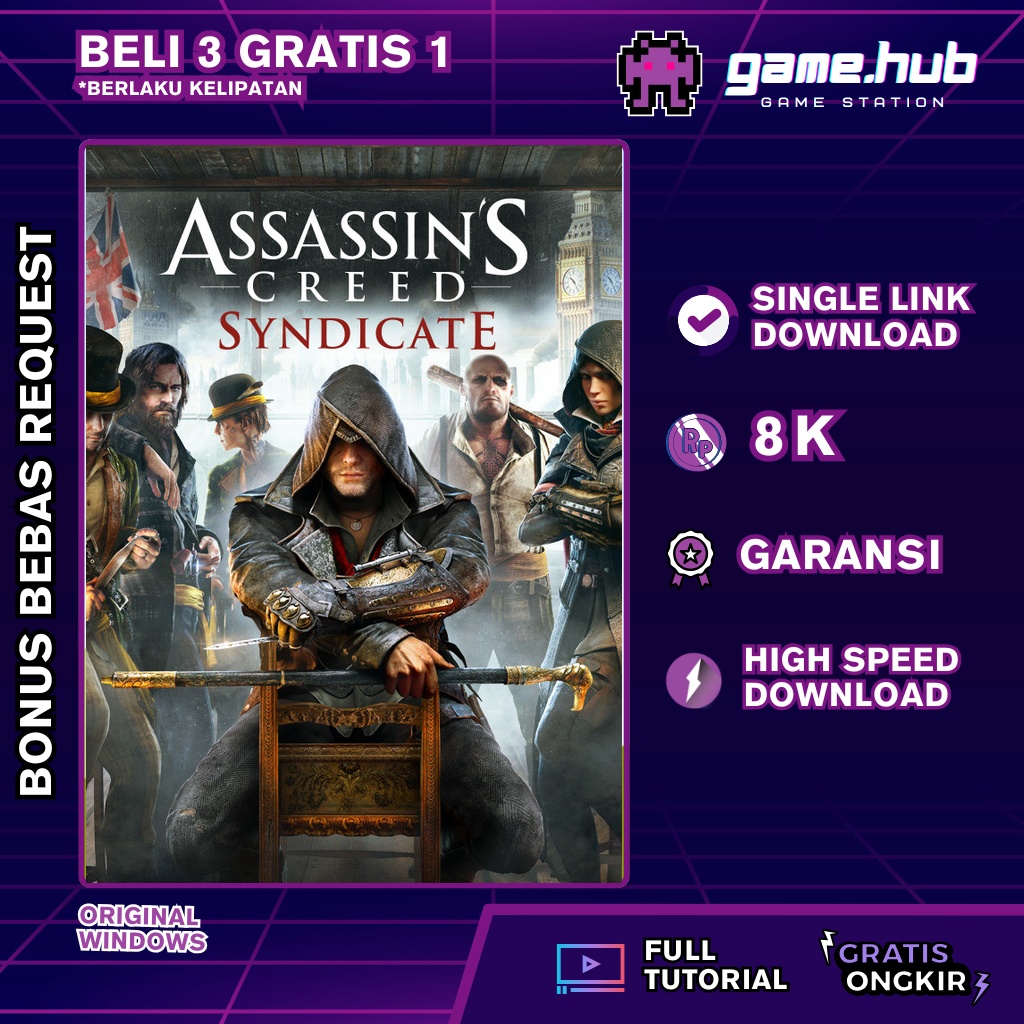 BELI 3 GRATIS 1
*BERLAKU KELIPATAN
game.hub
GAME STATION
BONUS BEBAS REQUEST
ASSASSIN'S
CREED
SYNDICATE
SINGLE LINK
DOWNLOAD
Rp
8K
GARANSI
HIGH SPEED
DOWNLOAD
ORIGINAL
WINDOWS
FULL
TUTORIAL
GRATIS
ONGKIR